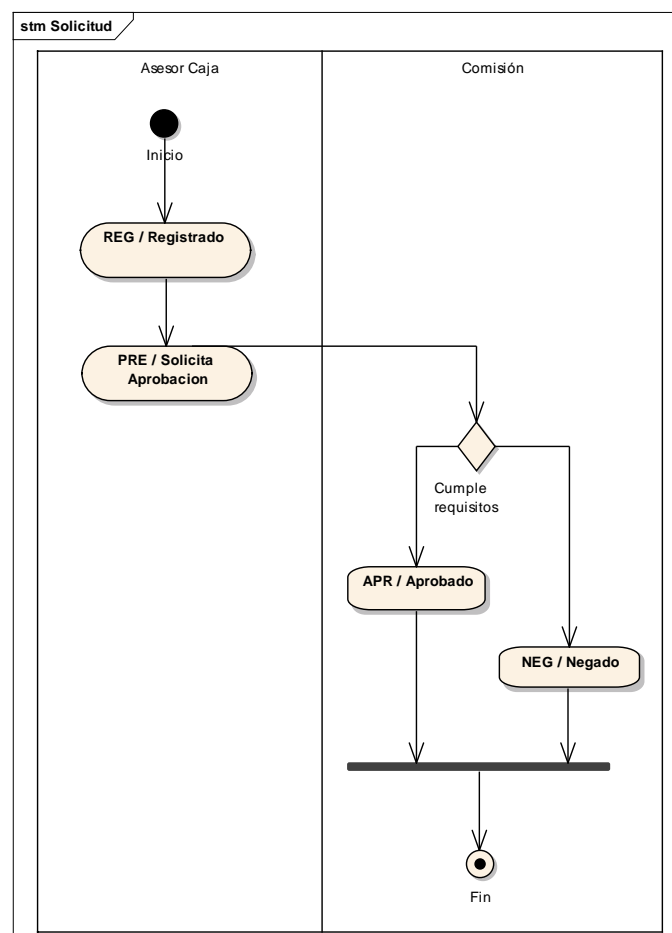 stm Solicitud
Asesor Caja
Comisión
Inicio
REG / Registrado
PRE / Solicita
Aprobacion
Cumple
requisitos
APR / Aprobado
NEG / Negado
Fin